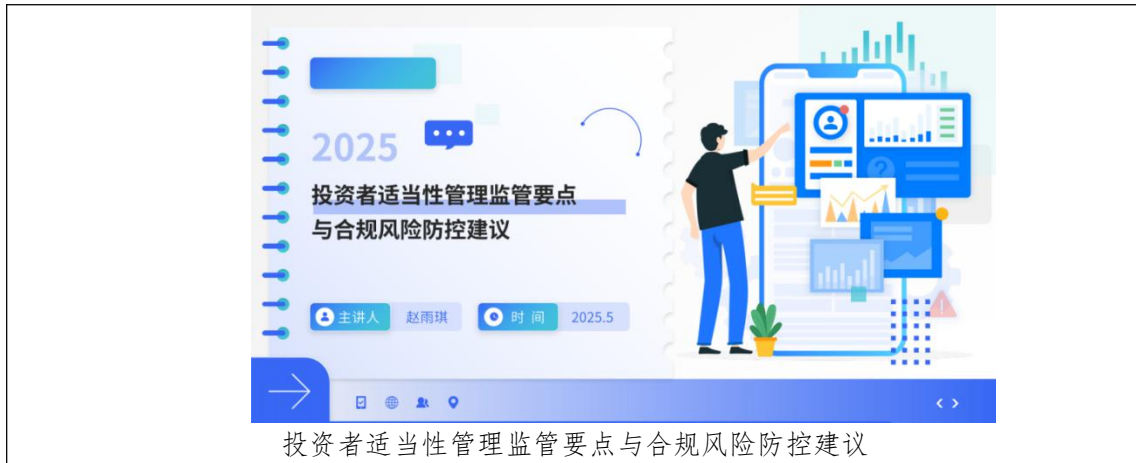 2025
投资者适当性管理监管要点
与合规风险防控建议
主讲人 赵雨琪 时 间 2025.5
投资者适当性管理监管要点与合规风险防控建议